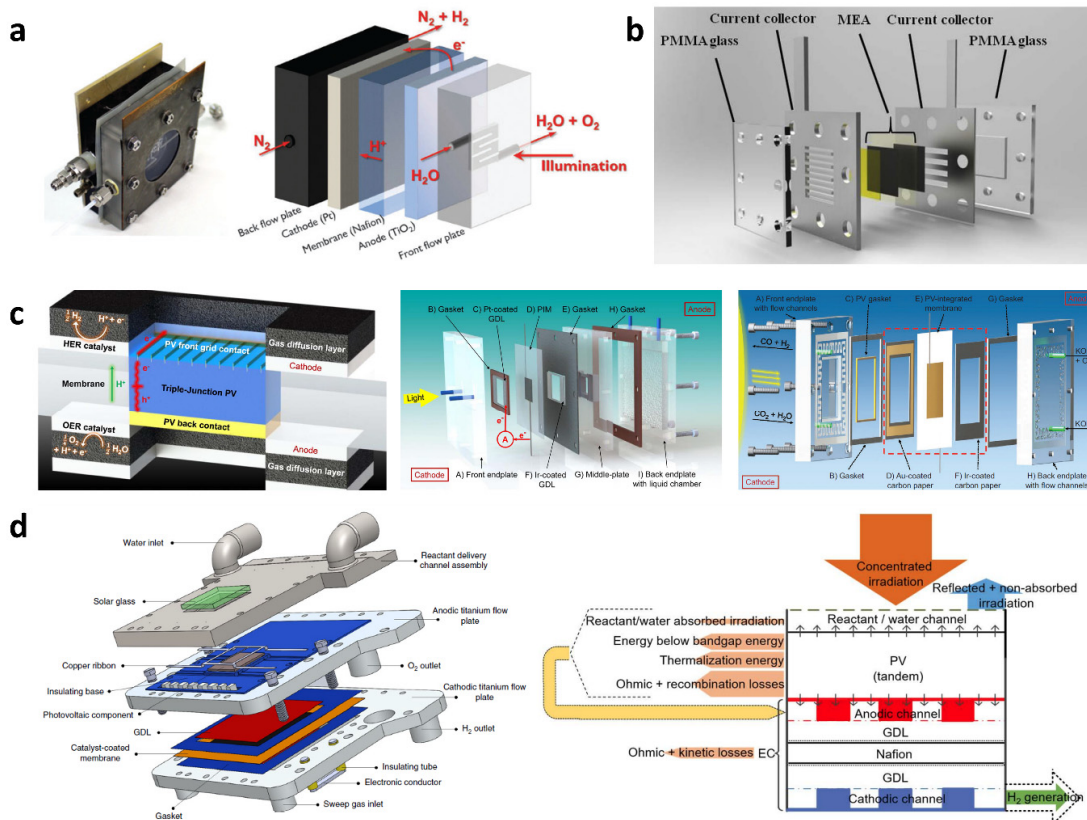 a
N2 + H2
e-
H2O + O2
N2
H+
H2O
Illumination
Back flow plate
Cathode (Pt)
Membrane (Nafion)
Anode (TiO2)
Front flow plate
b
Current collector
MEA
Current collector
PMMA glass
PMMA glass
c
H2
H+ + e-
HER catalyst
e-
PV front grid contact
Gas diffusion layer
Cathode
Membrane
H+
e-
h+
Triple-Junction PV
OER catalyst
PV back contact
O2
+ H+ + e-
H2O
Anode
Gas diffusion layer
Anode
B) Gasket
C) Pt-coated
GDL
D) PIM
E) Gasket
H) Gasket
Light
e-
A
e-
Cathode
A) Front endplate
F) Ir-coated
GDL
G) Middle-plate
I) Back endplate
with liquid chamber
A) Front endplate
with flow channels
C) PV gasket
E) PV-integrated
membrane
G) Gasket
CO + H2
CO2 + H2O
KO
KO
B) Gasket
D) Au-coated
carbon paper
F) Ir-coated
carbon paper
H) Back endplate
with flow channels
Cathode
d
Water inlet
Reactant delivery
channel assembly
Solar glass
Anodic titanium flow
plate
Copper ribbon
O2 outlet
Insulating base
Cathodic titanium flow
plate
Photovoltaic component
GDL
H2 outlet
Catalyst-coated
membrane
Insulating tube
Electronic conductor
Gasket
Sweep gas inlet
Concentrated
irradiation
Reflected + non-absorbed
irradiation
Reactant/water absorbed irradiation
Reactant / water channel
Energy below bandgap energy
Thermalization energy
PV
(tandem)
Ohmic + recombination losses
Anodic channel
GDL
Ohmic + kinetic losses
EC
Nafion
GDL
Cathodic channel
H2 generation